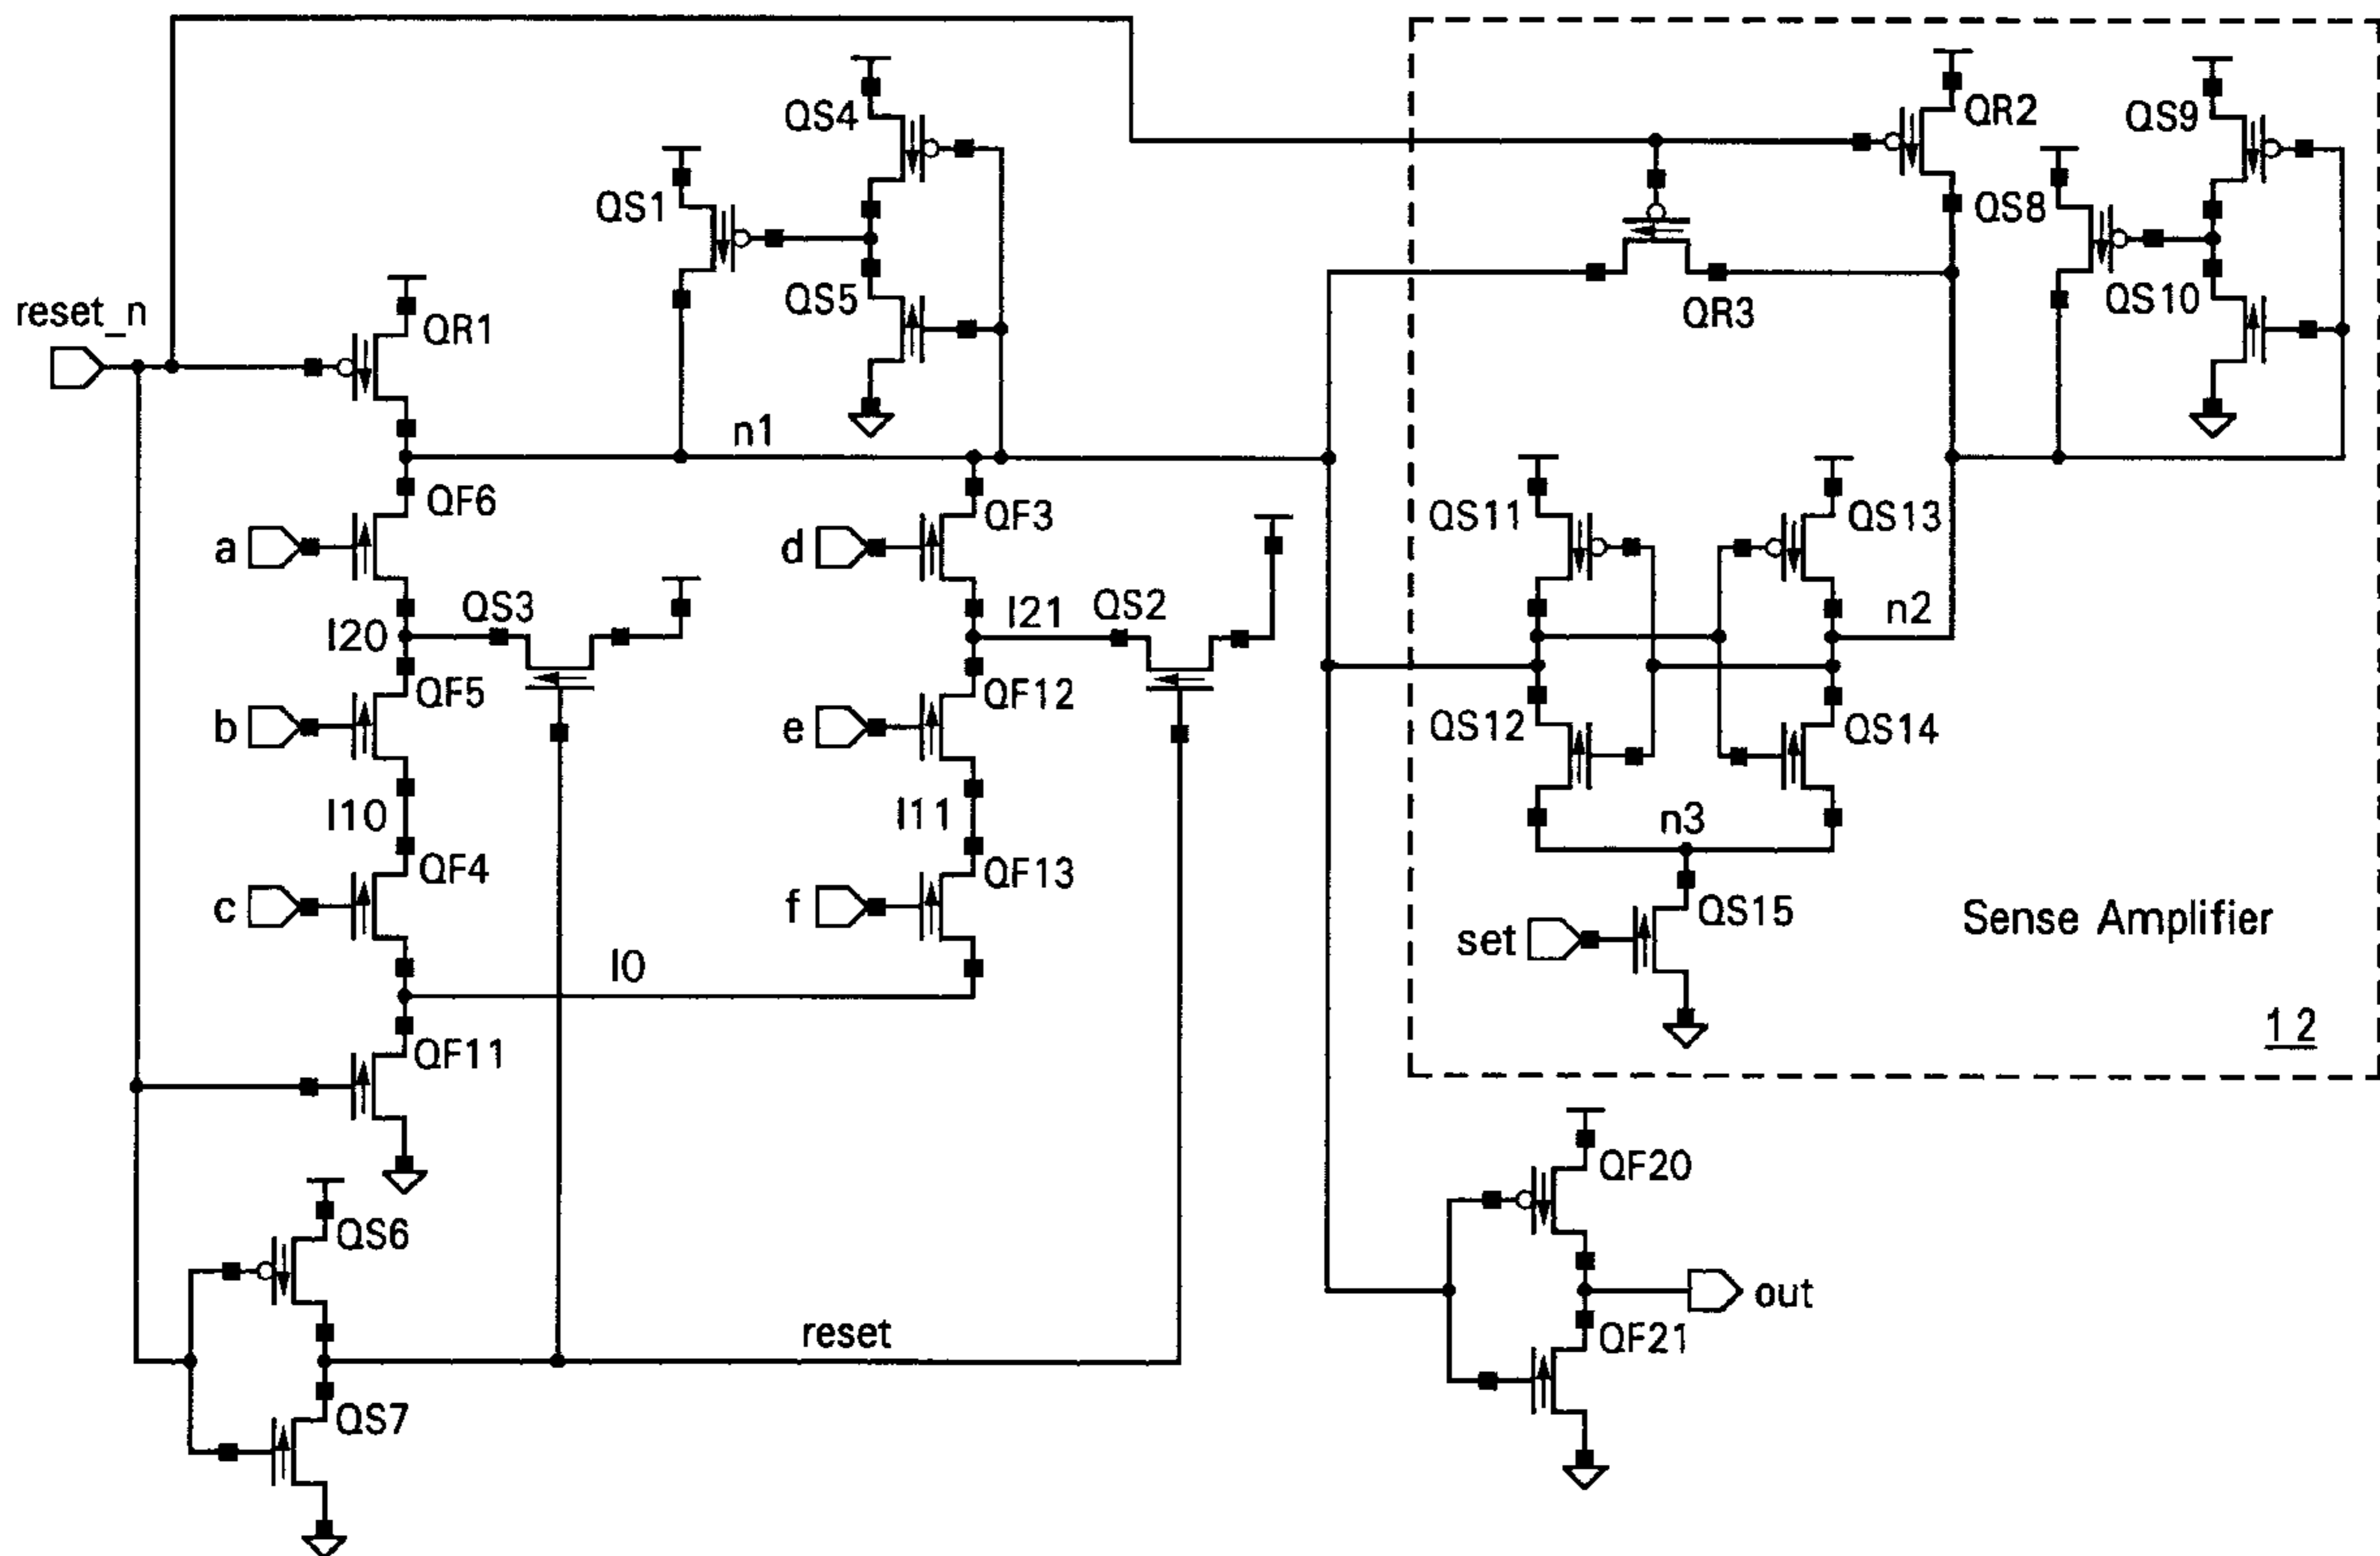 QR2
QS9
QS4
QS1
QS8
QS5
QS10
reset_n
QR1
QR3
n1
QF6
QF3
QS11
QS13
a
d
QS3
I21
QS2
n2
I20
QF5
QF12
QS12
QS14
b
e
I10
I11
n3
QF4
QF13
c
f
QS15
Sense Amplifier
set
I0
12
QF11
QF20
QS6
out
reset
QF21
QS7